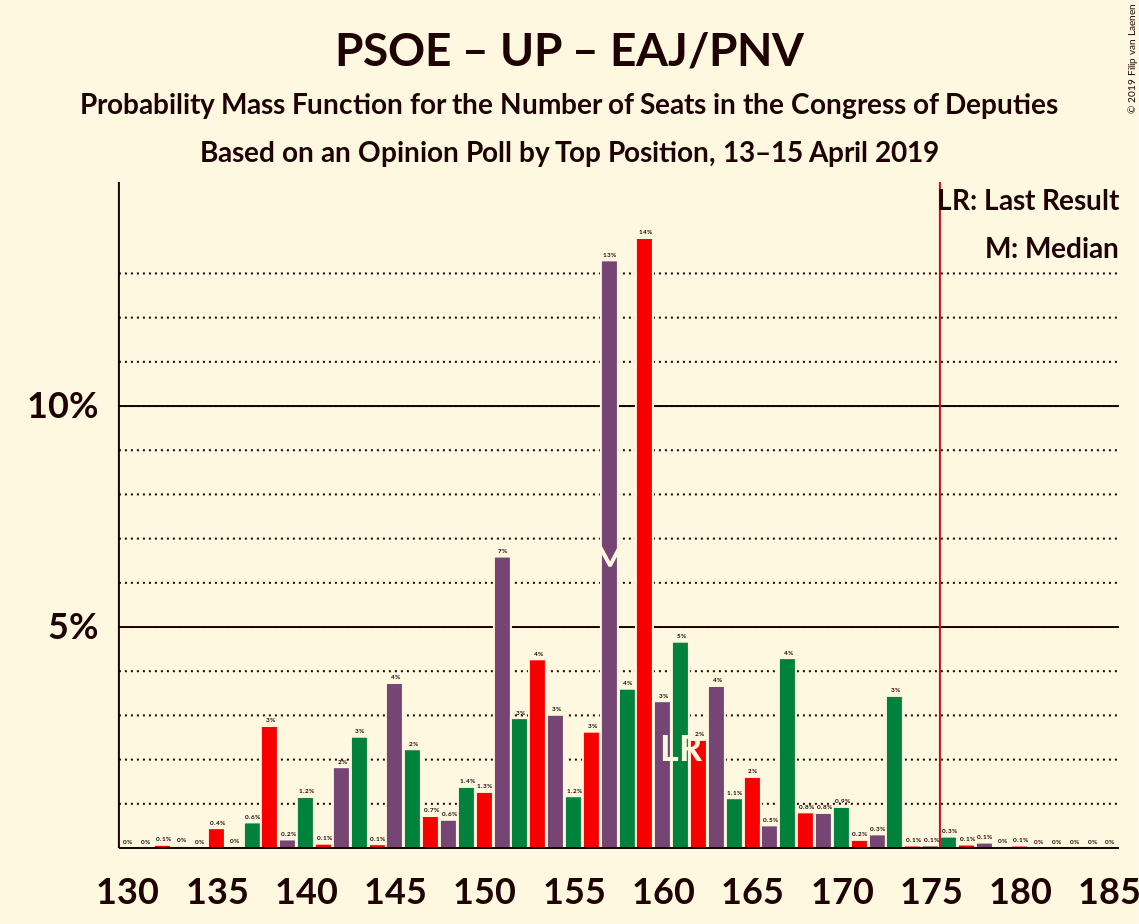 PSOE – UP – EAJ/PNV
Probability Mass Function for the Number of Seats in the Congress of Deputies
Based on an Opinion Poll by Top Position, 13–15 April 2019
© 2019 Filip van Laenen
LR: Last Result
M: Median
10%
5%
0% 0% 0.1% 0% 0% 0.4% 0% 0.6% 3% 0.2% 1.2% 0.1% 2% 3% 0.1% 4% 2% 0.7% 0.6% 1.4% 1.3% 7% 3% 4% 3% 1.2% 3% 13% 4% 14% 3% 5% 2% 4% 1.1% 2% 0.5% 4% 0.8% 0.8% 0.9% 0.2% 0.3% 3% 0.1% 0.1% 0.3% 0.1% 0.1% 0% 0.1% 0% 0% 0% 0% 0%
M
LR
130 135 140 145 150 155 160 165 170 175 180 185